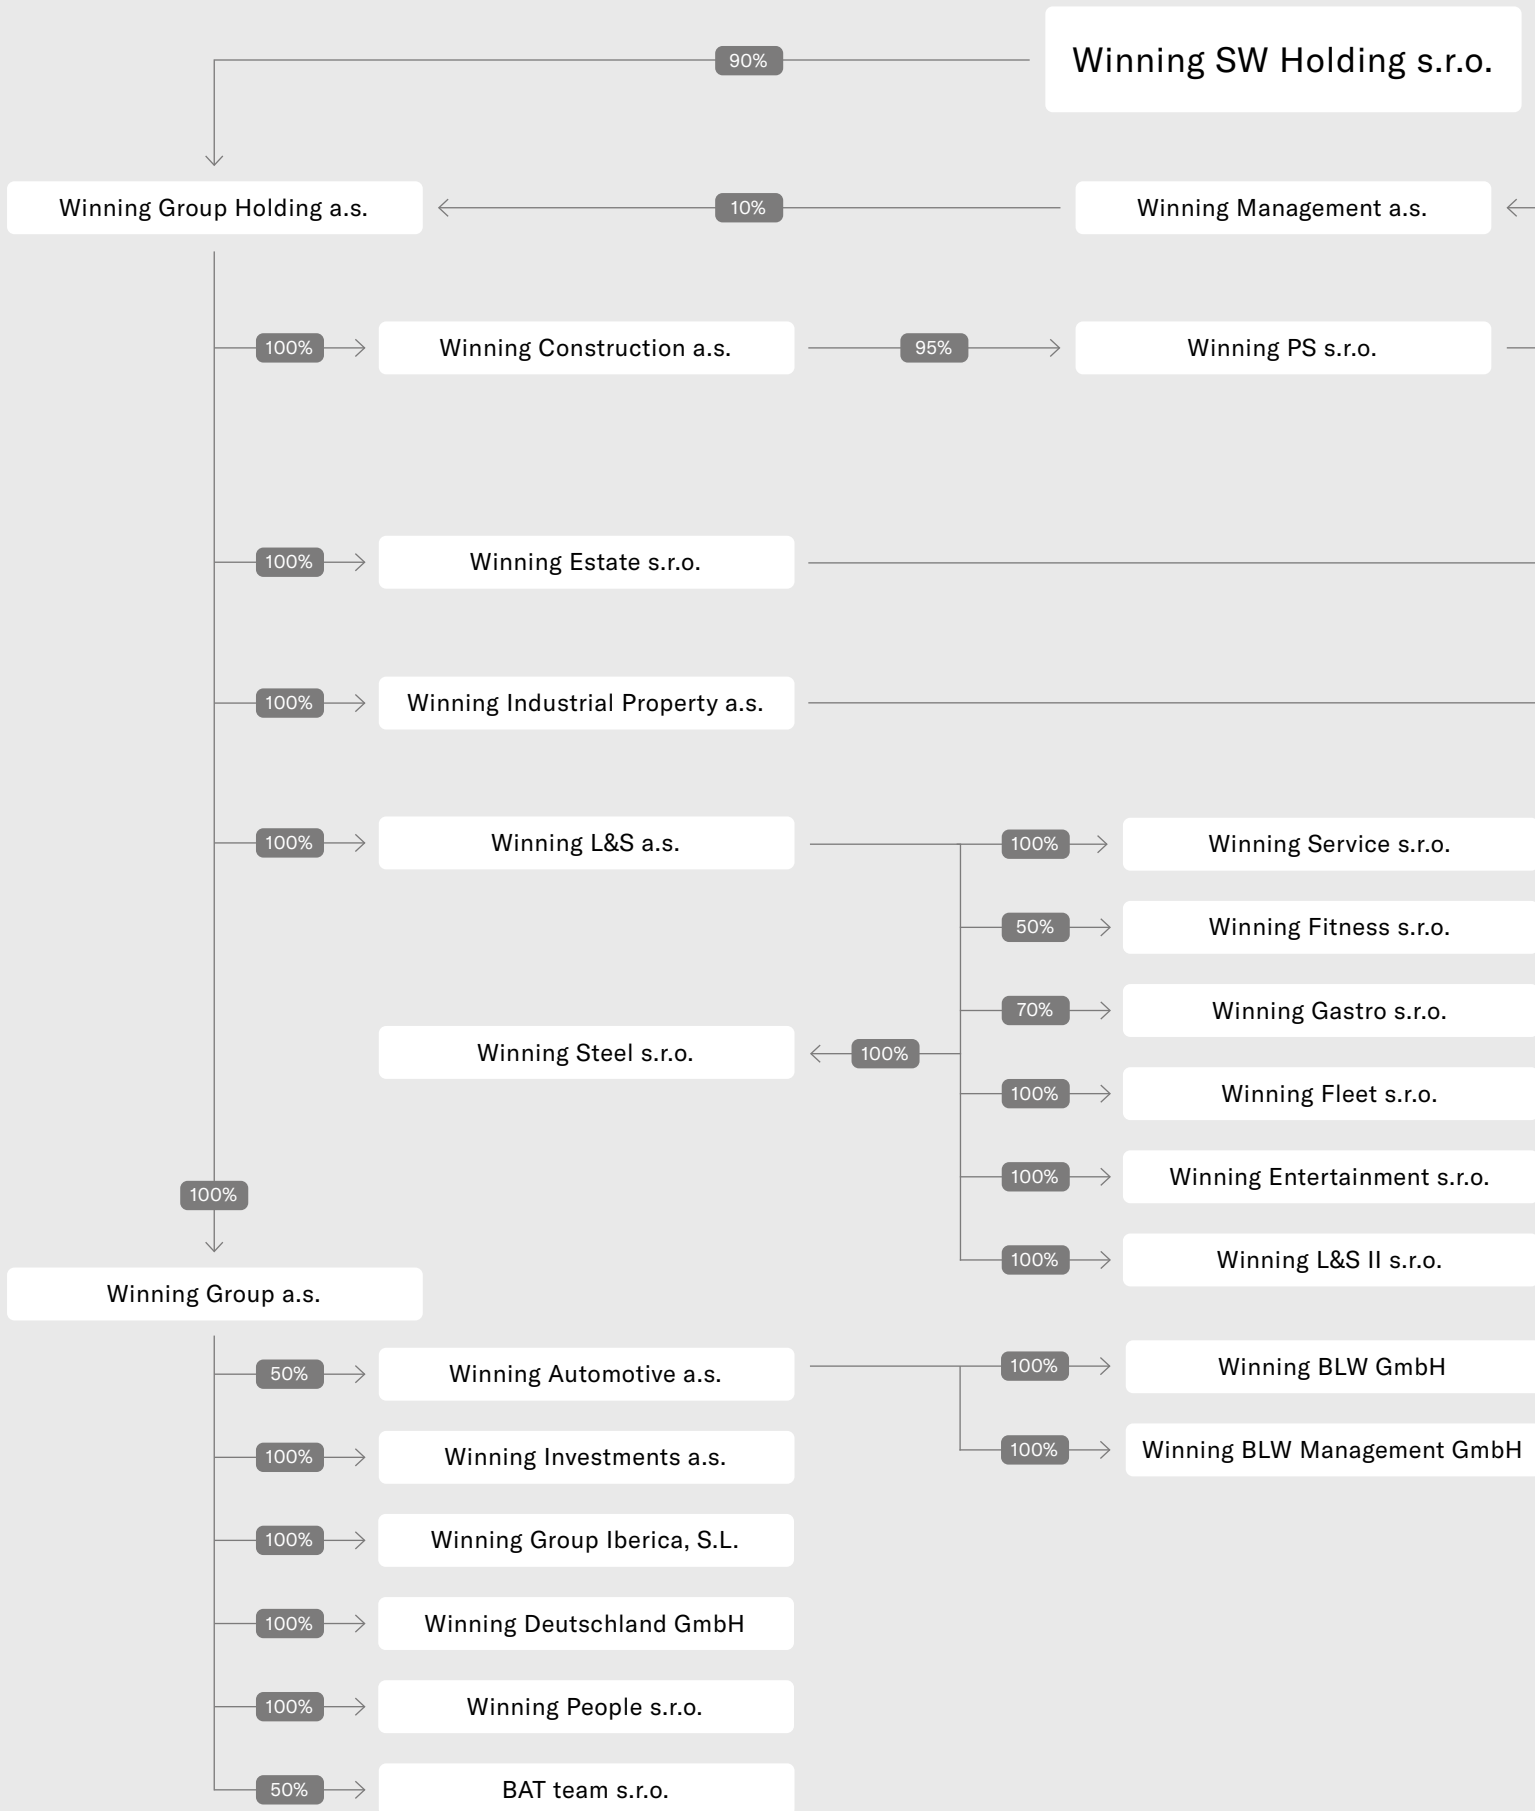 90%
Winning SW Holding s.r.o.
Winning Group Holding a.s.
10%
Winning Management a.s.
100%
Winning Construction a.s.
95%
Winning PS s.r.o.
100%
Winning Estate s.r.o.
100%
Winning Industrial Property a.s.
100%
Winning L&S a.s.
100%
Winning Service s.r.o.
50%
Winning Fitness s.r.o.
70%
Winning Gastro s.r.o.
Winning Steel s.r.o.
100%
100%
Winning Fleet s.r.o.
100%
Winning Entertainment s.r.o.
100%
100%
Winning L&S II s.r.o.
Winning Group a.s.
50%
Winning Automotive a.s.
100%
Winning BLW GmbH
100%
Winning Investments a.s.
100%
Winning BLW Management GmbH
100%
Winning Group Iberica, S.L.
100%
Winning Deutschland GmbH
100%
Winning People s.r.o.
50%
BAT team s.r.o.